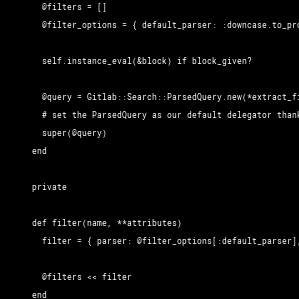 @filters = []
@filter_options = { default_parser: :downcase.to_pro
self.instance_eval(&block) if block_given?
@query = Gitlab::Search::ParsedQuery.new(*extract_fi
# set the ParsedQuery as our default delegator thank
super(@query)
end
private
def filter(name, **attributes)
filter = { parser: @filter_options[:default_parser],
@filters << filter
end